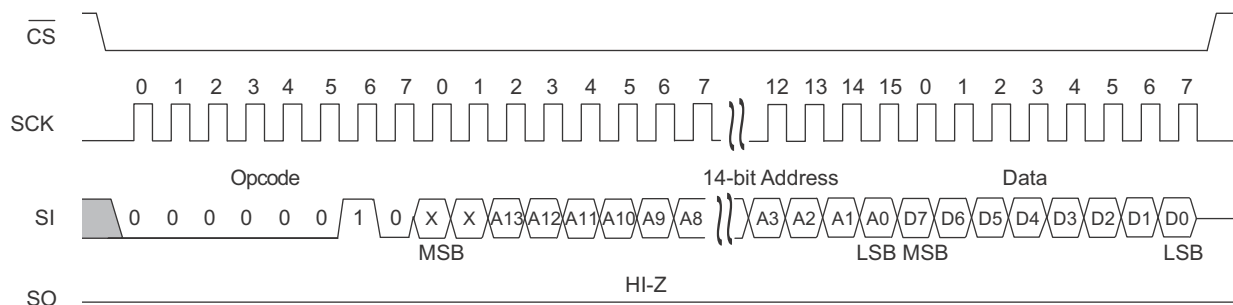 CS
0 1 2 3 4 5 6 7 0 1 2 3 4 5 6 7 12 13 14 15 0 1 2 3 4 5 6 7
SCK
Opcode 14-bit Address Data
SI 0 0 0 0 0 0 1 0 X X A13 A12 A11 A10 A9 A8 A3 A2 A1 A0 D7 D6 D5 D4 D3 D2 D1 D0
MSB LSB MSB LSB
HI-Z
SO